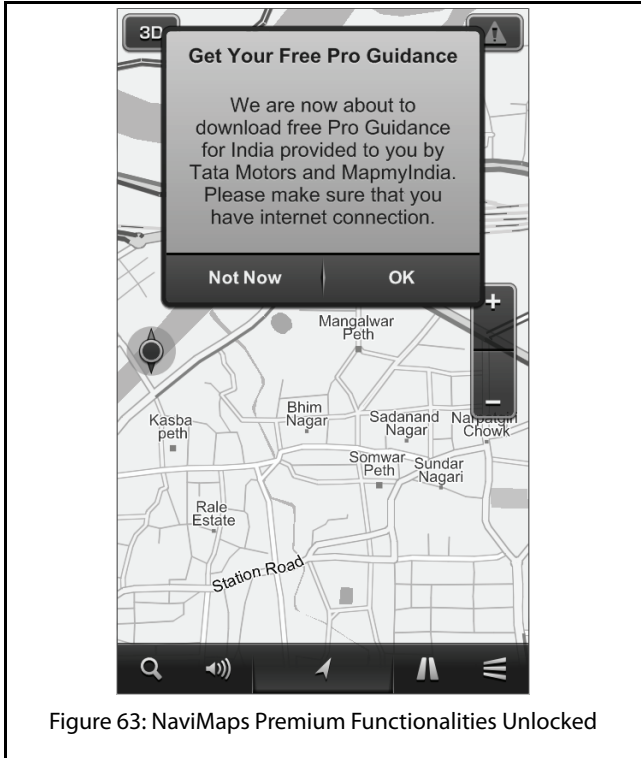 3D
Get Your Free Pro Guidance
We are now about to
download free Pro Guidance
for India provided to you by
Tata Motors and MapmyIndia.
Please make sure that you
have internet connection.
Not Now
OK
+
Mangalwar
Peth
–
Bhim
Nagar
Kasba
peth
Sadanand
Nagar
Chowk
Somwar
Peth
Sundar
Nagari
Rale
Estate
Station Road
Figure 63: NaviMaps Premium Functionalities Unlocked